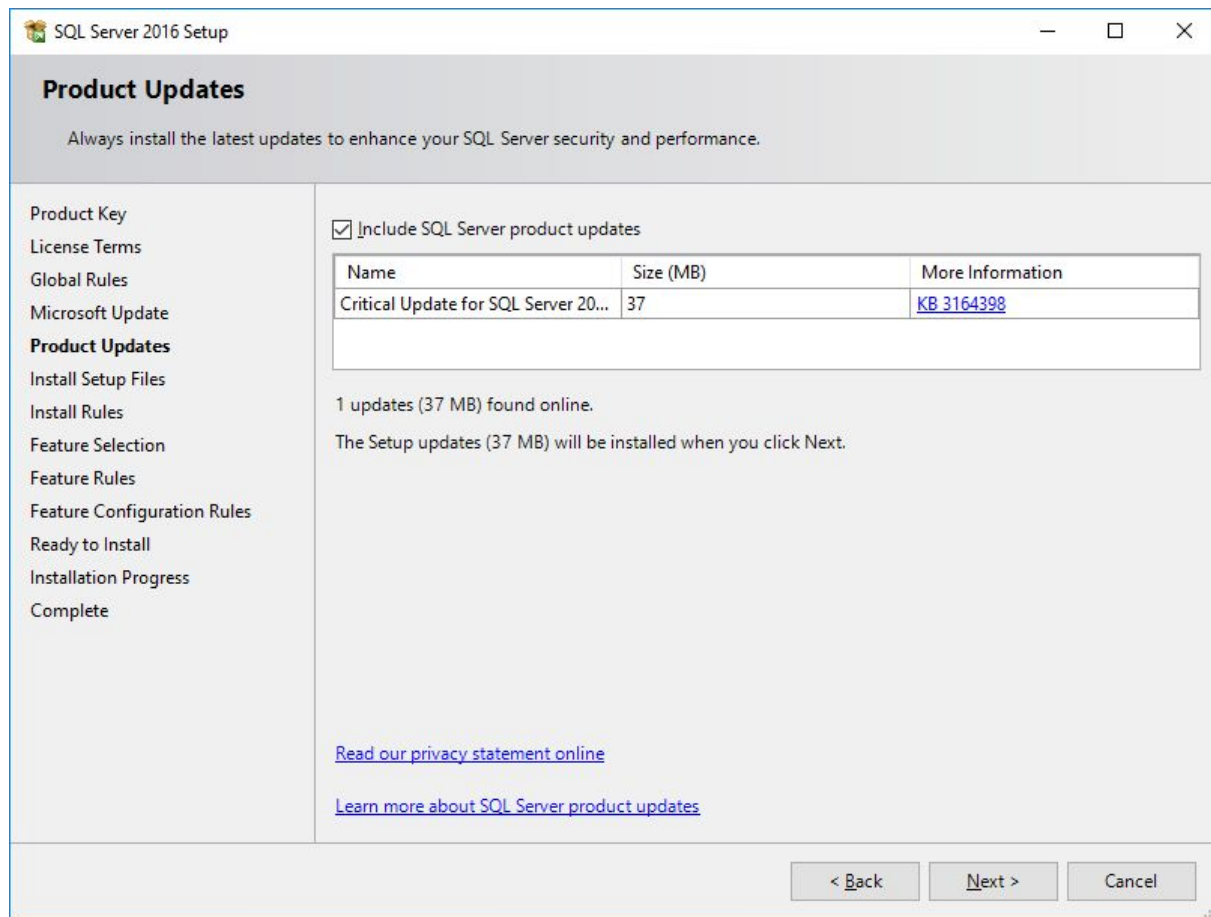 SQL Server 2016 Setup
Product Updates
Always install the latest updates to enhance your SQL Server security and performance.
Product Key
License Terms
Global Rules
Microsoft Update
Product Updates
Install Setup Files
Install Rules
Feature Selection
Feature Rules
Feature Configuration Rules
Ready to Install
Installation Progress
Complete
Include SQL Server product updates
Name Size (MB) More Information
Critical Update for SQL Server 20... 37 KB 3164398
1 updates (37 MB) found online.
The Setup updates (37 MB) will be installed when you click Next.
Read our privacy statement online
Learn more about SQL Server product updates
< Back Next > Cancel